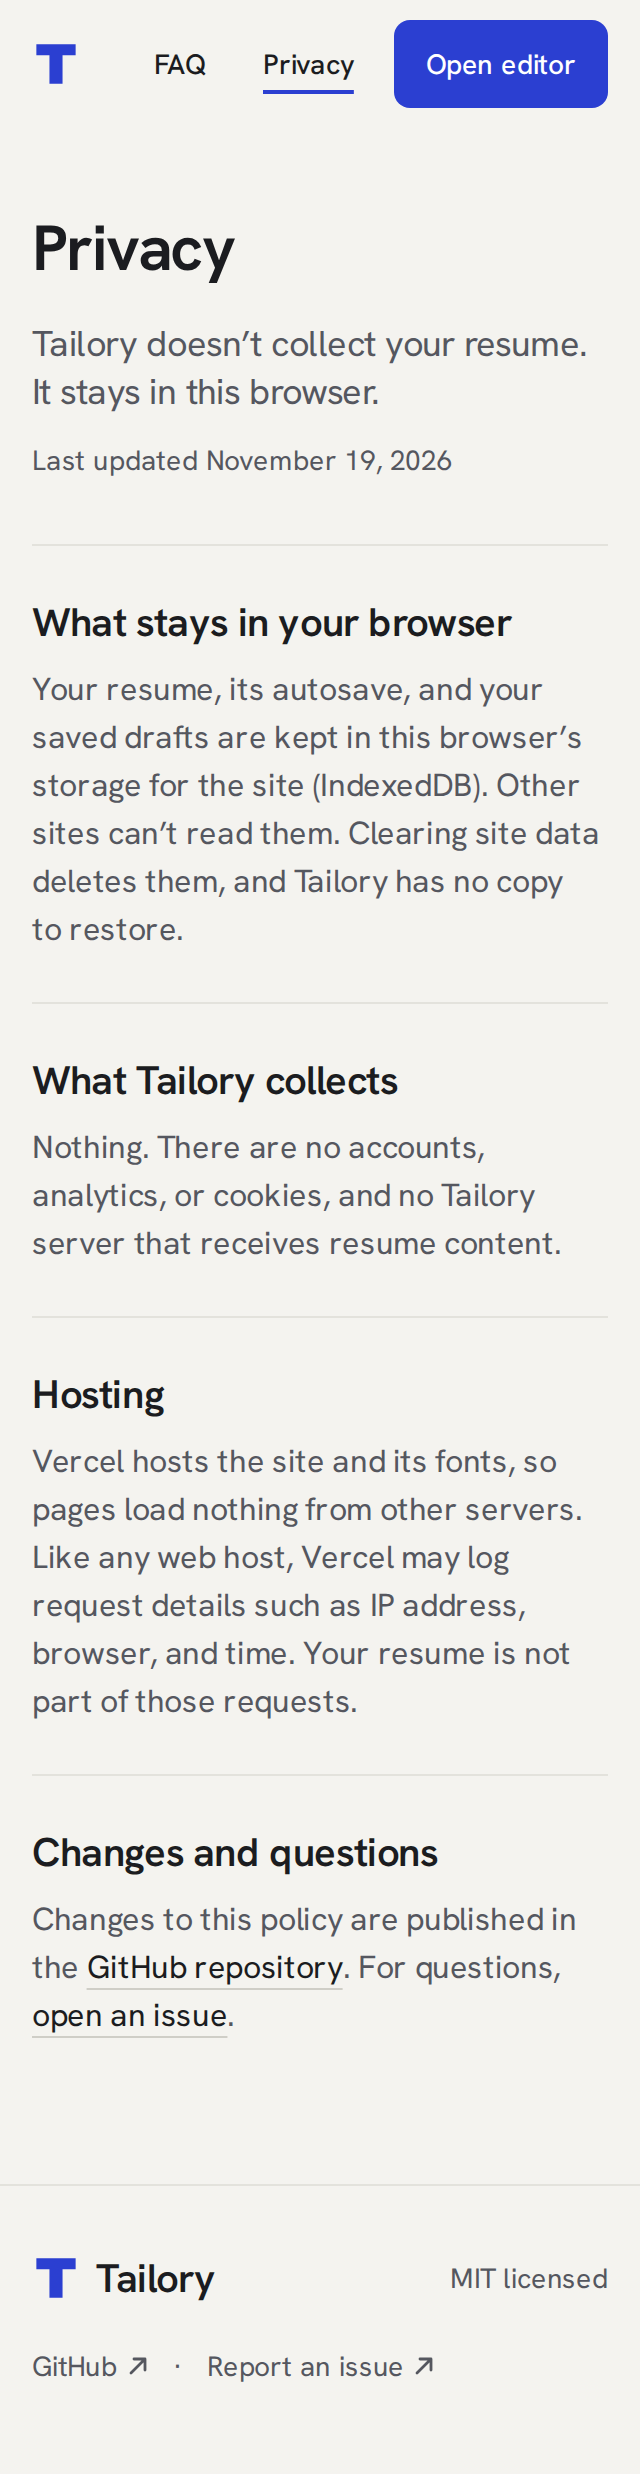 T
FAQ
Privacy
Open editor
Privacy
Tailory doesn’t collect your resume.
It stays in this browser.
Last updated November 19, 2026
What stays in your browser
Your resume, its autosave, and your
saved drafts are kept in this browser’s
storage for the site (IndexedDB). Other
sites can’t read them. Clearing site data
deletes them, and Tailory has no copy
to restore.
What Tailory collects
Nothing. There are no accounts,
analytics, or cookies, and no Tailory
server that receives resume content.
Hosting
Vercel hosts the site and its fonts, so
pages load nothing from other servers.
Like any web host, Vercel may log
request details such as IP address,
browser, and time. Your resume is not
part of those requests.
Changes and questions
Changes to this policy are published in
the GitHub repository. For questions,
open an issue.
T Tailory
MIT licensed
GitHub ↗ · Report an issue ↗